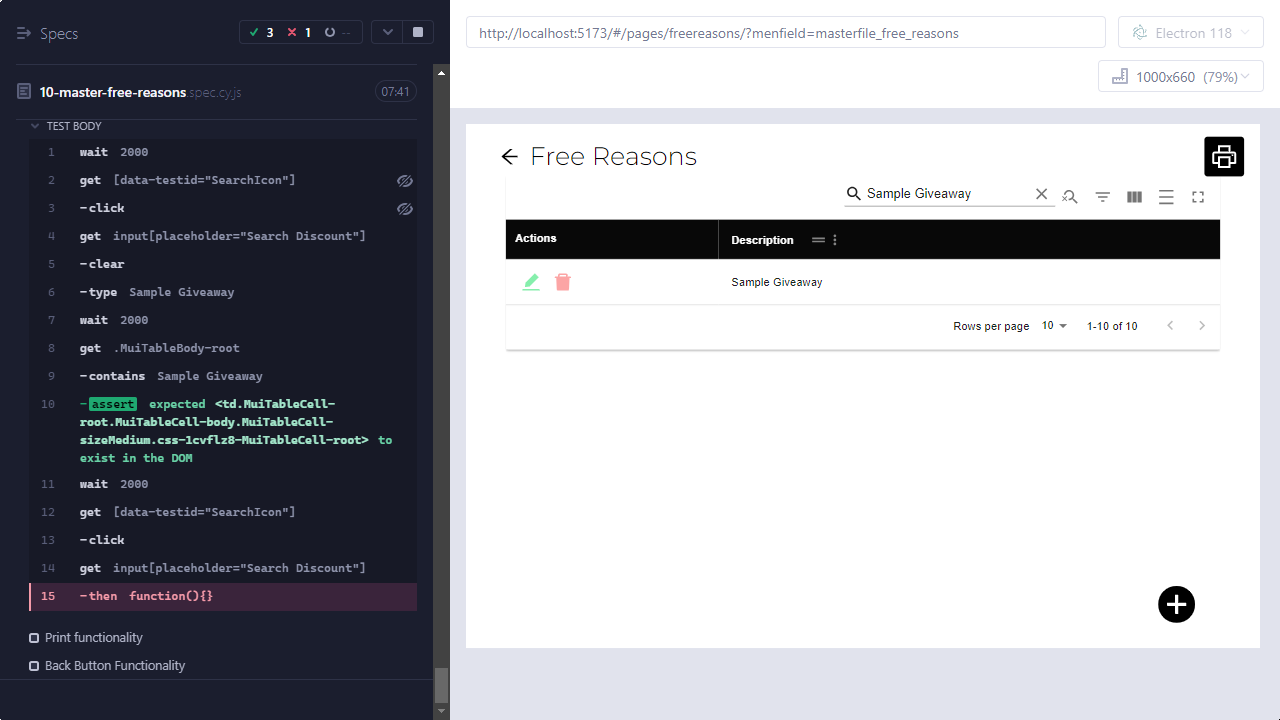 Specs
3
1
--
10-master-free-reasons.spec.cy.js
07:41
TEST BODY
1 wait 2000
2 get [data-testid="SearchIcon"]
3 -click
4 get input[placeholder="Search Discount"]
5 -clear
6 -type Sample Giveaway
7 wait 2000
8 get .MuiTableBody-root
9 -contains Sample Giveaway
10 -assert expected <td.MuiTableCell-
root.MuiTableCell-body.MuiTableCell-
sizeMedium.css-1cvflz8-MuiTableCell-root> to
exist in the DOM
11 wait 2000
12 get [data-testid="SearchIcon"]
13 -click
14 get input[placeholder="Search Discount"]
15 -then function(){}
Print functionality
Back Button Functionality
http://localhost:5173/#/pages/freereasons/?menfield=masterfile_free_reasons
Electron 118
1000x660 (79%)
Free Reasons
Sample Giveaway
Actions
Description
Sample Giveaway
Rows per page 10 1-10 of 10